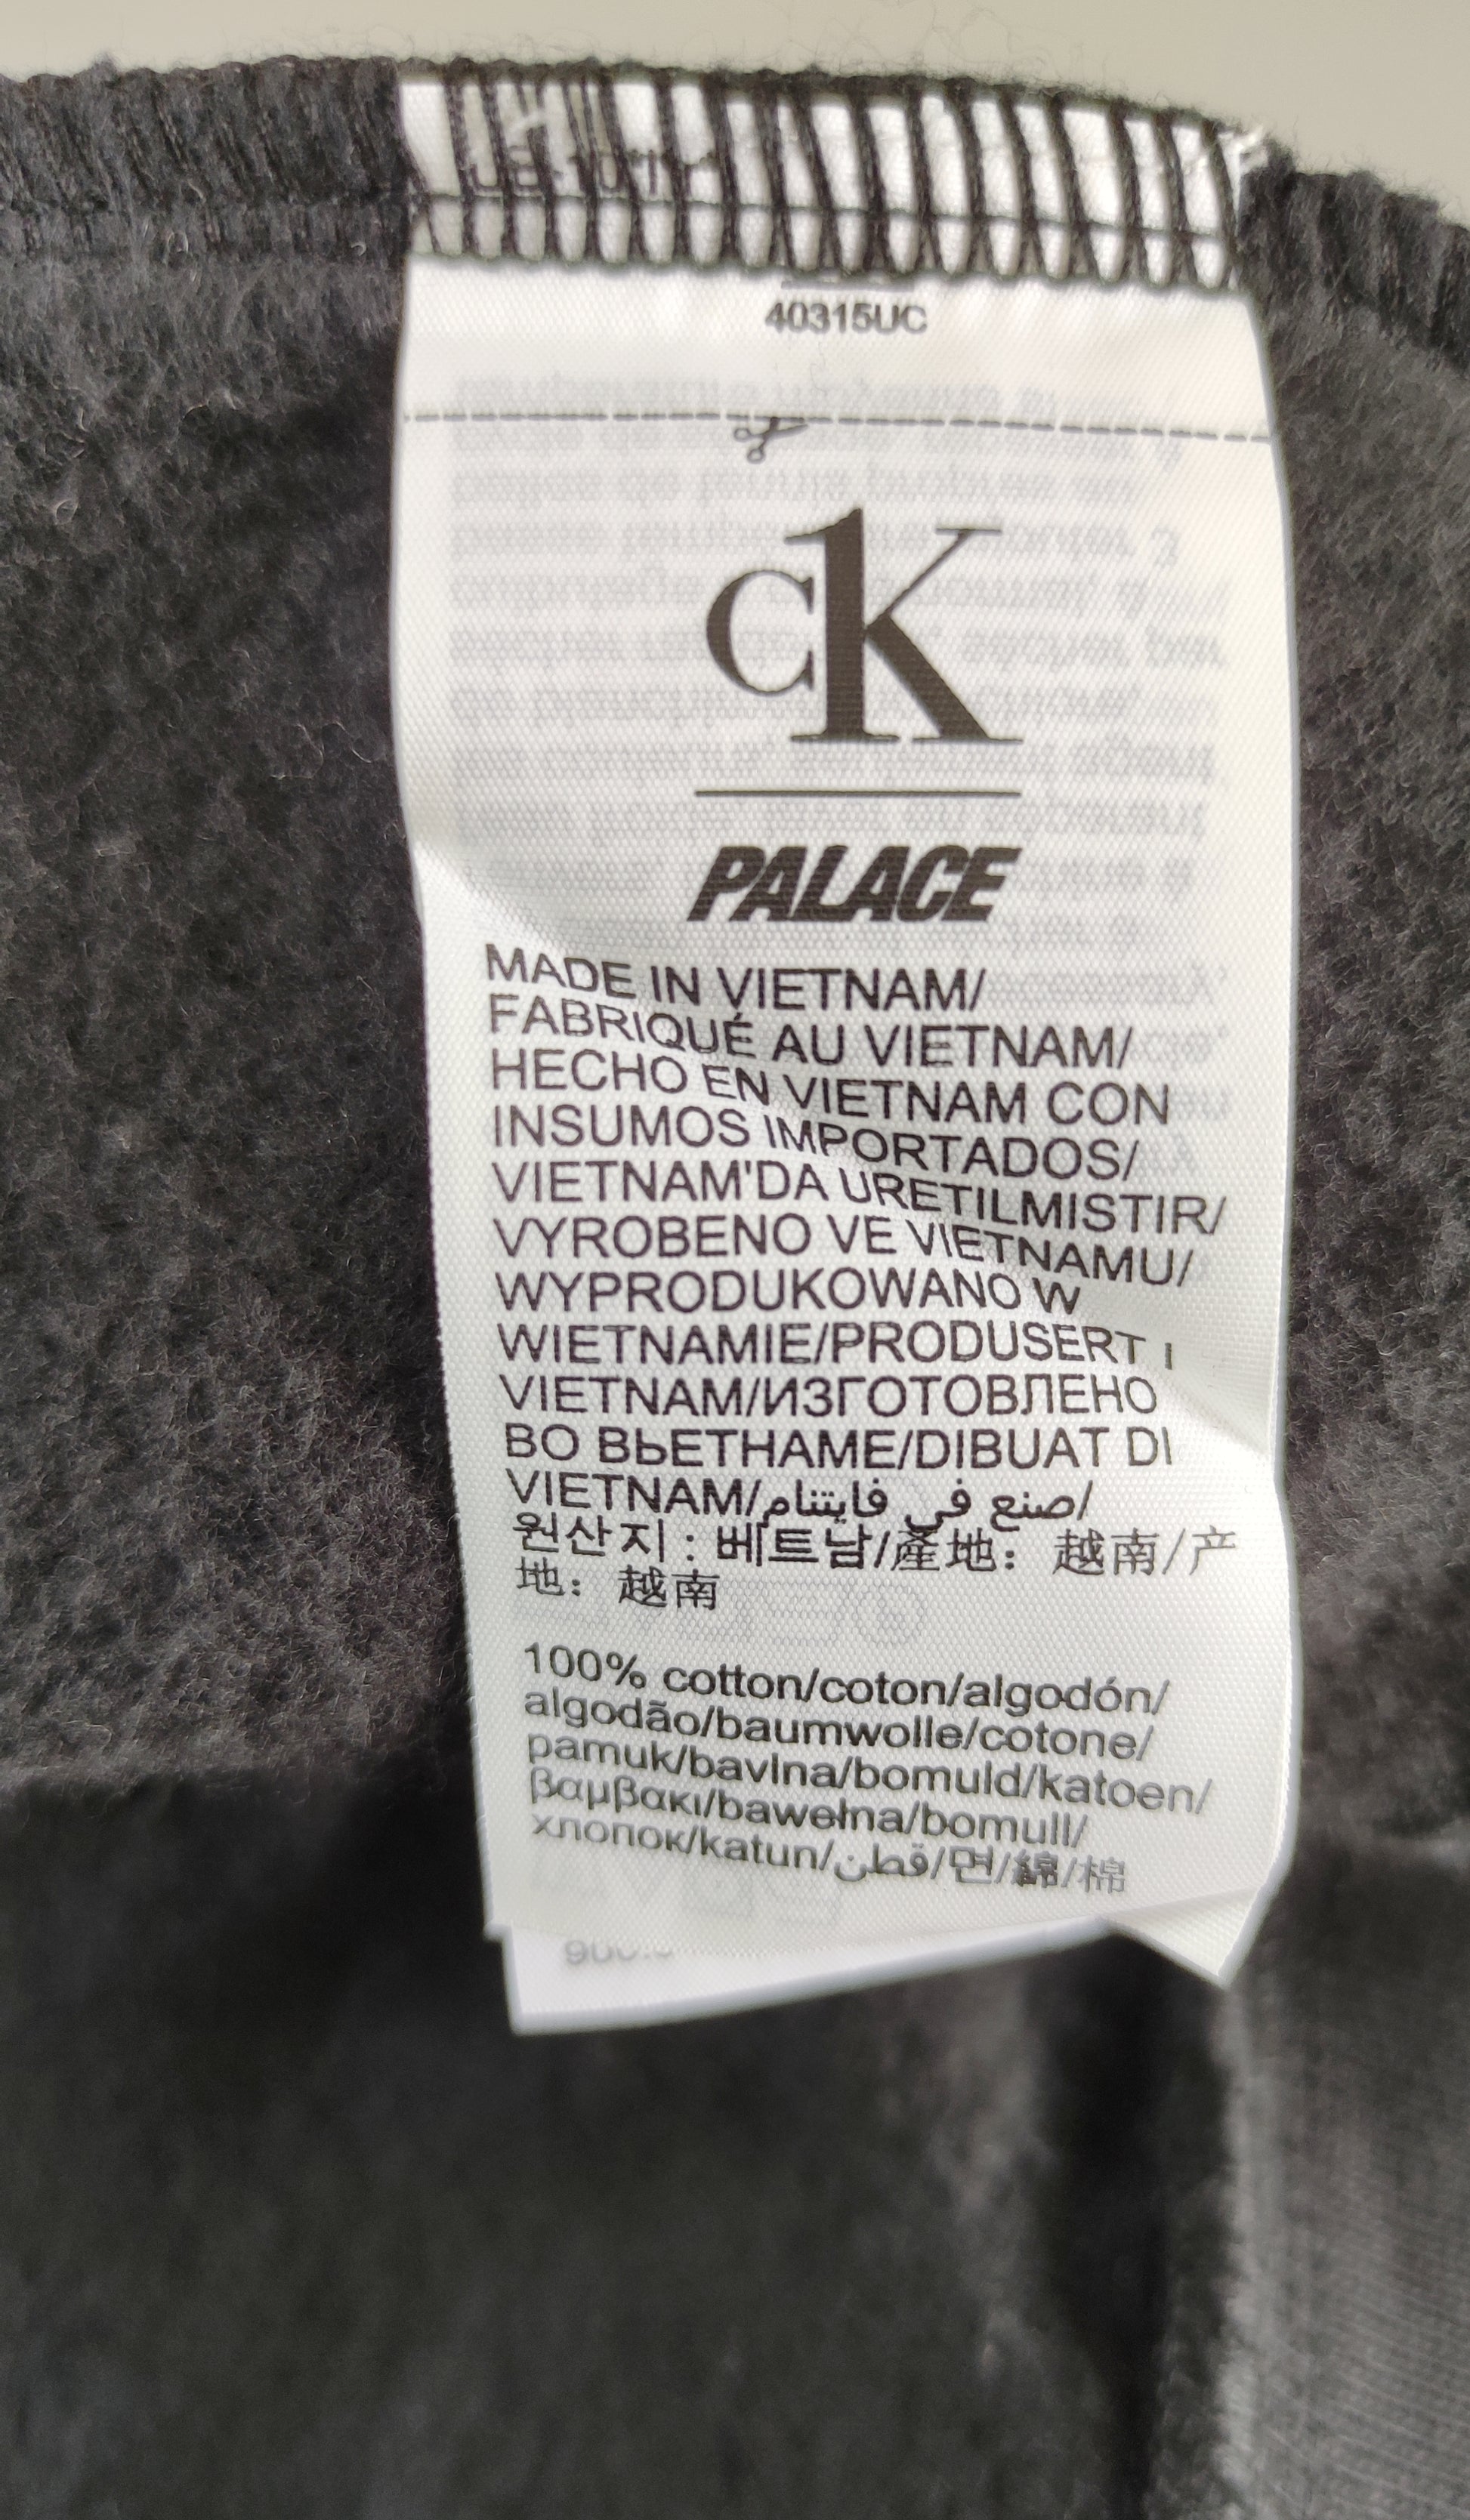 40315UC
cK
PALACE
MADE IN VIETNAM/
FABRIQUÉ AU VIETNAM/
HECHO EN VIETNAM CON
INSUMOS IMPORTADOS/
VIETNAM'DA URETILMISTIR/
VYROBENO VE VIETNAMU/
WYPRODUKOWANO W
WIETNAMIE/PRODUSERT I
VIETNAM/ИЗГОТОВЛЕНО
ВО ВЬЕТНАМЕ/DIBUAT DI
VIETNAM/صنع في فايتنام/
원산지 : 베트남/產地：越南/产
地：越南
100% cotton/coton/algodón/
algodão/baumwolle/cotone/
pamuk/bavlna/bomuld/katoen/
βαμβακι/bawełna/bomull/
хлопок/katun/قطن/면/綿/棉